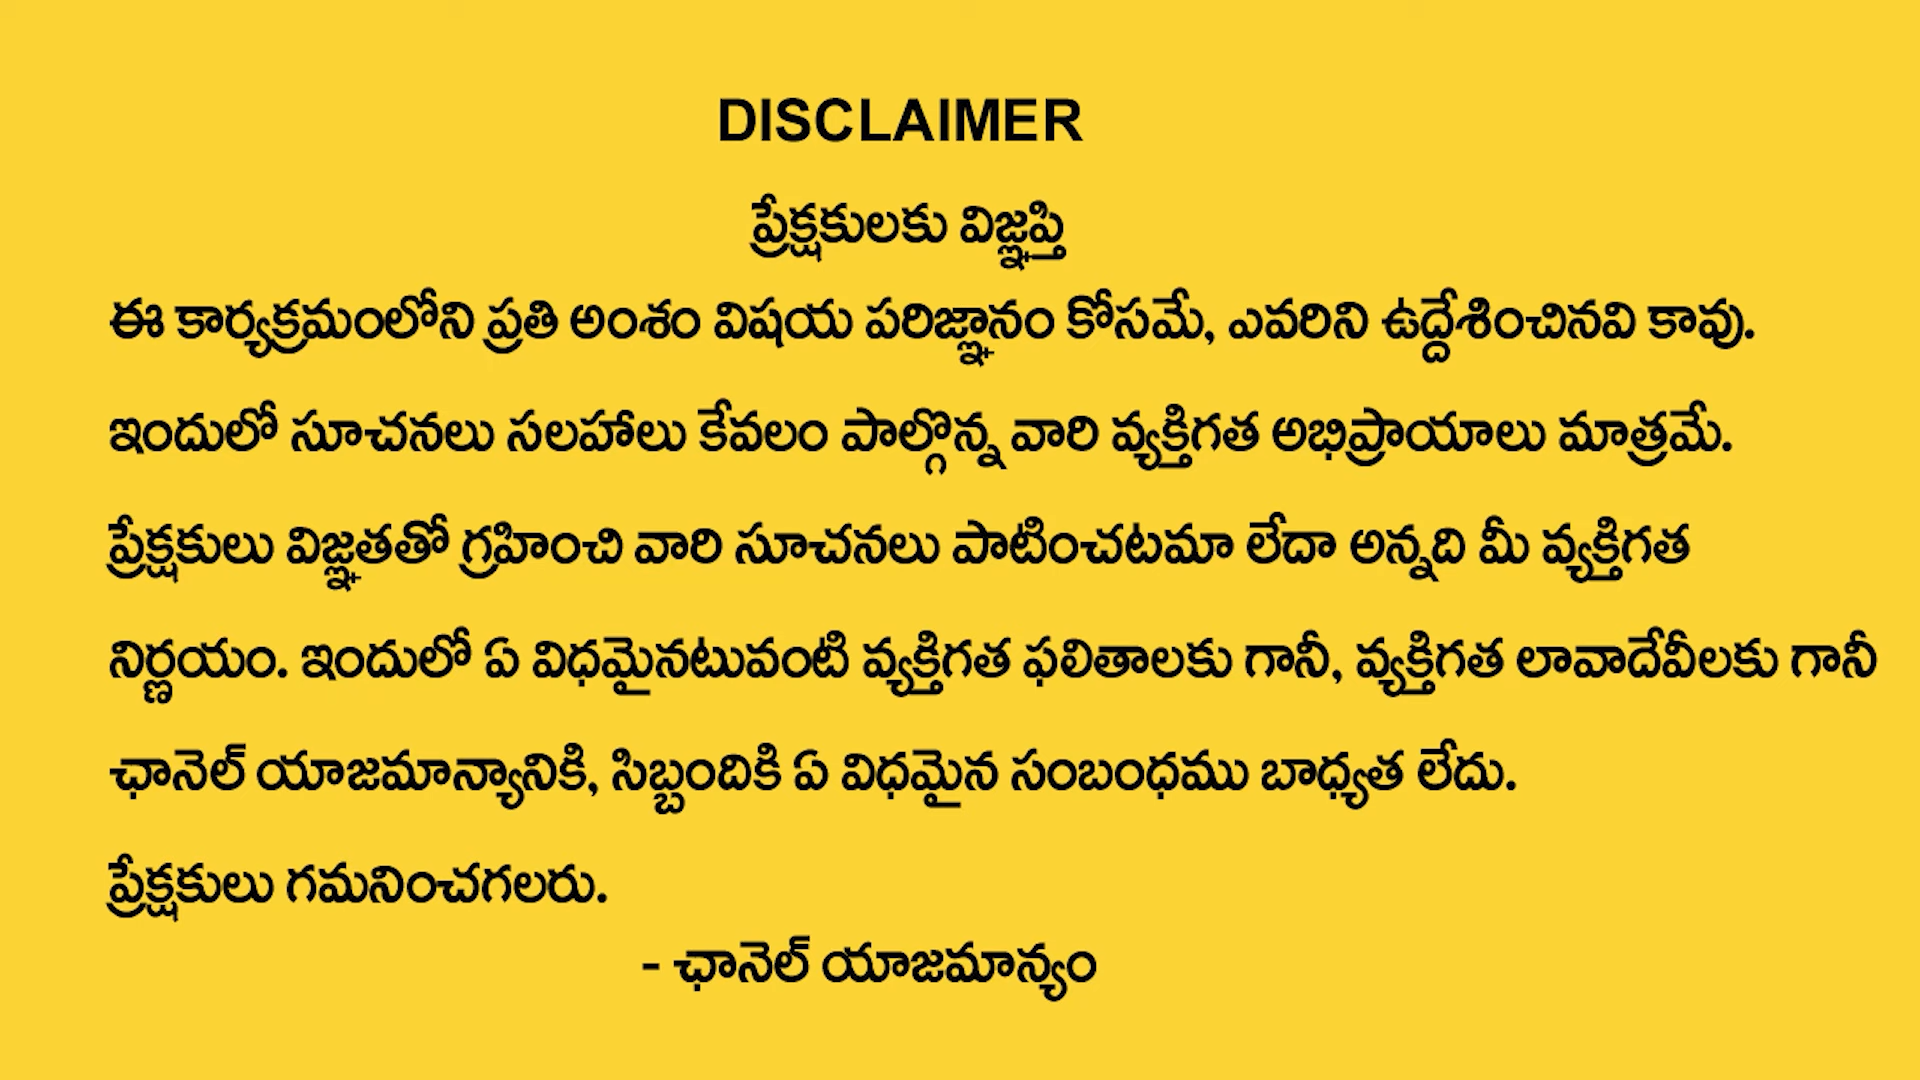 DISCLAIMER
ప్రేక్షకులకు విజ్ఞప్తి
ఈ కార్యక్రమంలోని ప్రతి అంశం విషయ పరిజ్ఞానం కోసమే, ఎవరిని ఉద్దేశించినవి కావు.
ఇందులో సూచనలు సలహాలు కేవలం పాల్గొన్న వారి వ్యక్తిగత అభిప్రాయాలు మాత్రమే.
ప్రేక్షకులు విజ్ఞతతో గ్రహించి వారి సూచనలు పాటించటమా లేదా అన్నది మీ వ్యక్తిగత
నిర్ణయం. ఇందులో ఏ విధమైనటువంటి వ్యక్తిగత ఫలితాలకు గానీ, వ్యక్తిగత లావాదేవీలకు గానీ
ఛానెల్ యాజమాన్యానికి, సిబ్బందికి ఏ విధమైన సంబంధము బాధ్యత లేదు.
ప్రేక్షకులు గమనించగలరు.
- ఛానెల్ యాజమాన్యం